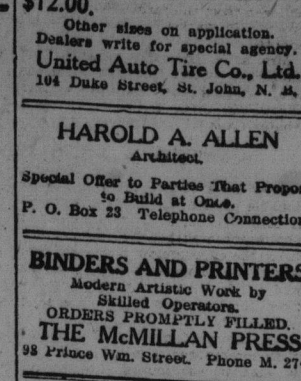 $12.00.
Other sizes on application.
Dealers write for special agency.
United Auto Tire Co., Ltd.
104 Duke Street, St. John, N. B.
HAROLD A. ALLEN
Architect.
Special Offer to Parties That Propo
to Build at Once.
P. O. Box 23 Telephone Connection
BINDERS AND PRINTERS
Modern Artistic Work by
Skilled Operators.
ORDERS PROMPTLY FILLED.
THE McMILLAN PRESS
98 Prince Wm. Street. Phone M. 27